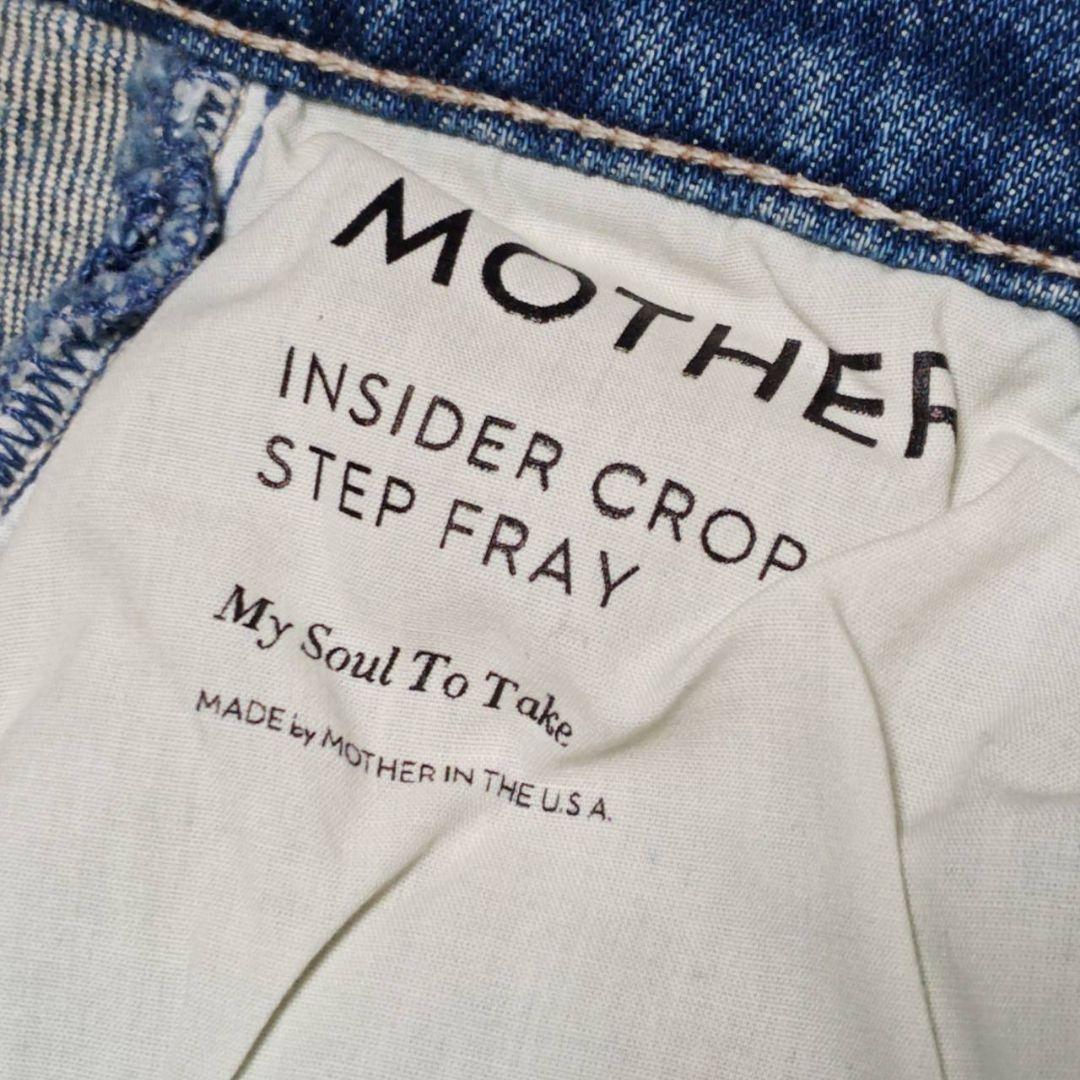 MOTHER
INSIDER CROP
STEP FRAY
My Soul To Take
MADE by MOTHER IN THE U.S.A.